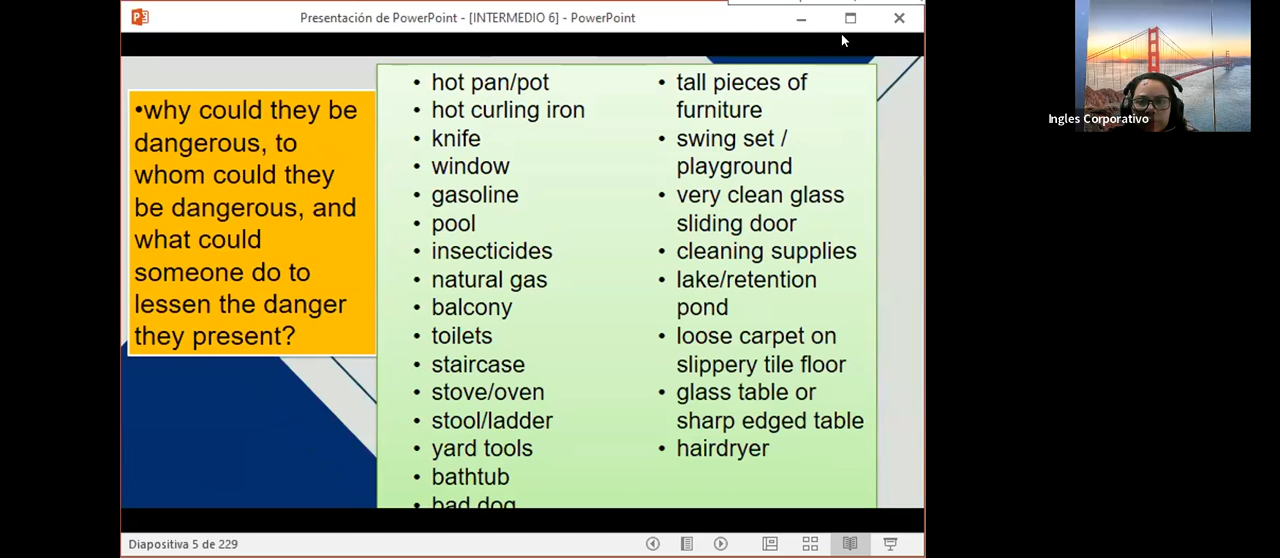 Presentación de PowerPoint - [INTERMEDIO 6] - PowerPoint
•why could they be
dangerous, to
whom could they
be dangerous, and
what could
someone do to
lessen the danger
they present?
• hot pan/pot
• hot curling iron
• knife
• window
• gasoline
• pool
• insecticides
• natural gas
• balcony
• toilets
• staircase
• stove/oven
• stool/ladder
• yard tools
• bathtub
• bad dog
• tall pieces of
furniture
• swing set /
playground
• very clean glass
sliding door
• cleaning supplies
• lake/retention
pond
• loose carpet on
slippery tile floor
• glass table or
sharp edged table
• hairdryer
Ingles Corporativo
Diapositiva 5 de 229